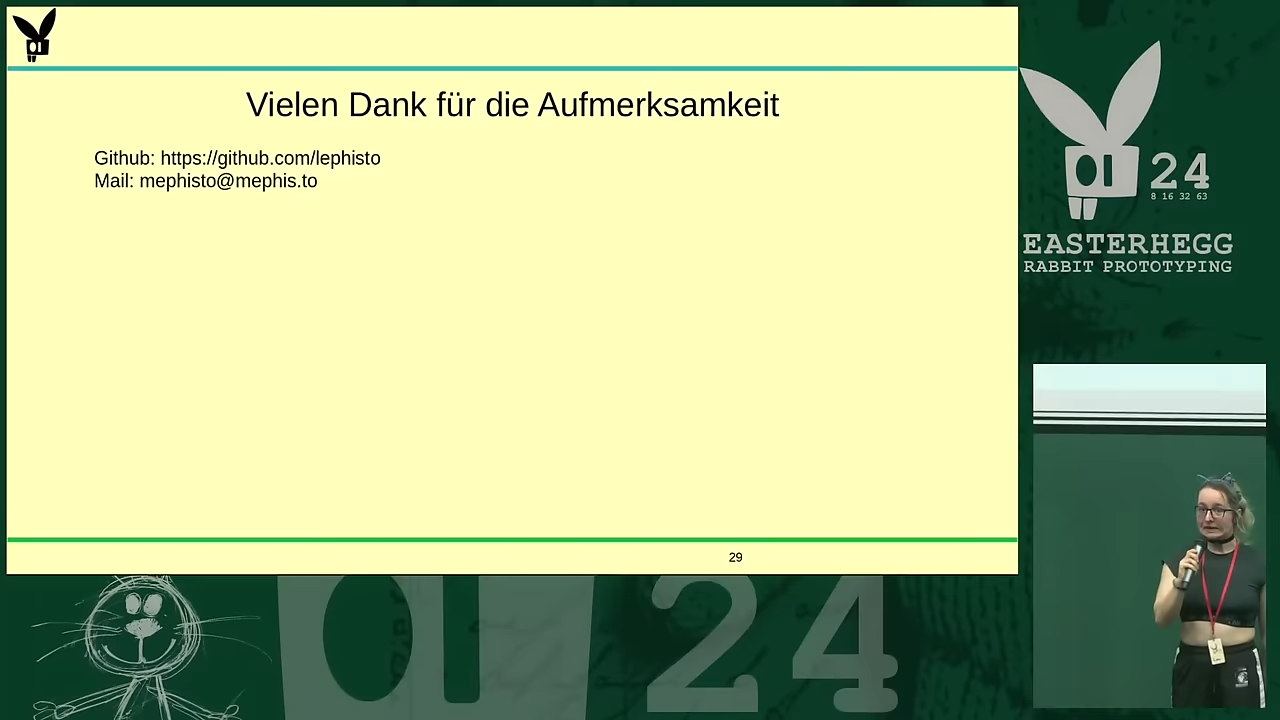 Vielen Dank für die Aufmerksamkeit
Github: https://github.com/lephisto
Mail: mephisto@mephis.to
29
24
8 16 32 63
EASTERHEGG
RABBIT PROTOTYPING
24